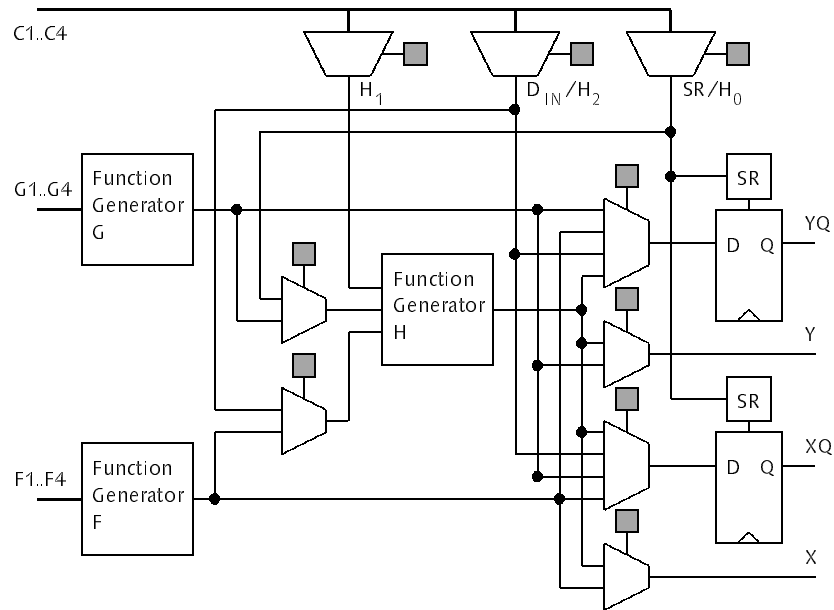 C1..C4
H1
DIN/H2
SR/H0
G1..G4
Function
Generator
G
SR
YQ
D Q
Function
Generator
H
Y
SR
XQ
D Q
F1..F4
Function
Generator
F
X